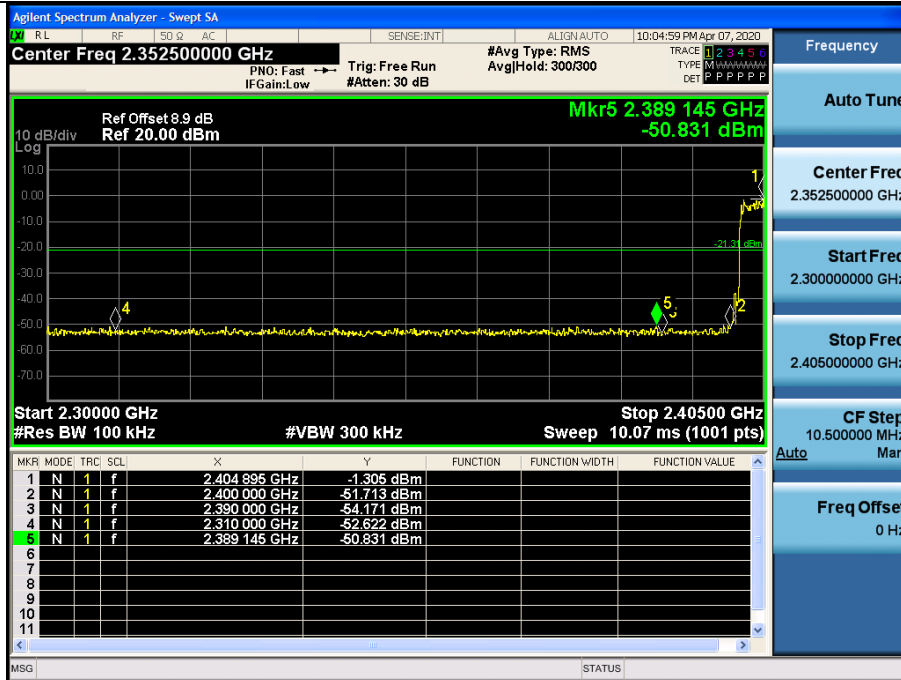 Agilent Spectrum Analyzer - Swept SA
LXI RL RF 50 Ω AC SENSE:INT ALIGN AUTO 10:04:59 PM Apr 07, 2020
Center Freq 2.352500000 GHz
PNO: Fast
IFGain:Low
Trig: Free Run
#Atten: 30 dB
#Avg Type: RMS
Avg|Hold: 300/300
TRACE 1 2 3 4 5 6
TYPE M W W W W W
DET P P P P P P
Frequency
Auto Tune
Center Freq
2.352500000 GHz
Start Freq
2.300000000 GHz
Stop Freq
2.405000000 GHz
CF Step
10.500000 MHz
Auto Man
Freq Offset
0 Hz
Mkr5 2.389 145 GHz
-50.831 dBm
Ref Offset 8.9 dB
10 dB/div Ref 20.00 dBm
Log
10.0
0.00
-10.0
-20.0
-30.0
-40.0
-50.0
-60.0
-70.0
1
-21.31 dBm
4
5
3
2
Start 2.30000 GHz Stop 2.40500 GHz
#Res BW 100 kHz #VBW 300 kHz Sweep 10.07 ms (1001 pts)
MKR MODE TRC SCL X Y FUNCTION FUNCTION WIDTH FUNCTION VALUE
1 N 1 f 2.404 895 GHz -1.305 dBm
2 N 1 f 2.400 000 GHz -51.713 dBm
3 N 1 f 2.390 000 GHz -54.171 dBm
4 N 1 f 2.310 000 GHz -52.622 dBm
5 N 1 f 2.389 145 GHz -50.831 dBm
6
7
8
9
10
11
MSG STATUS